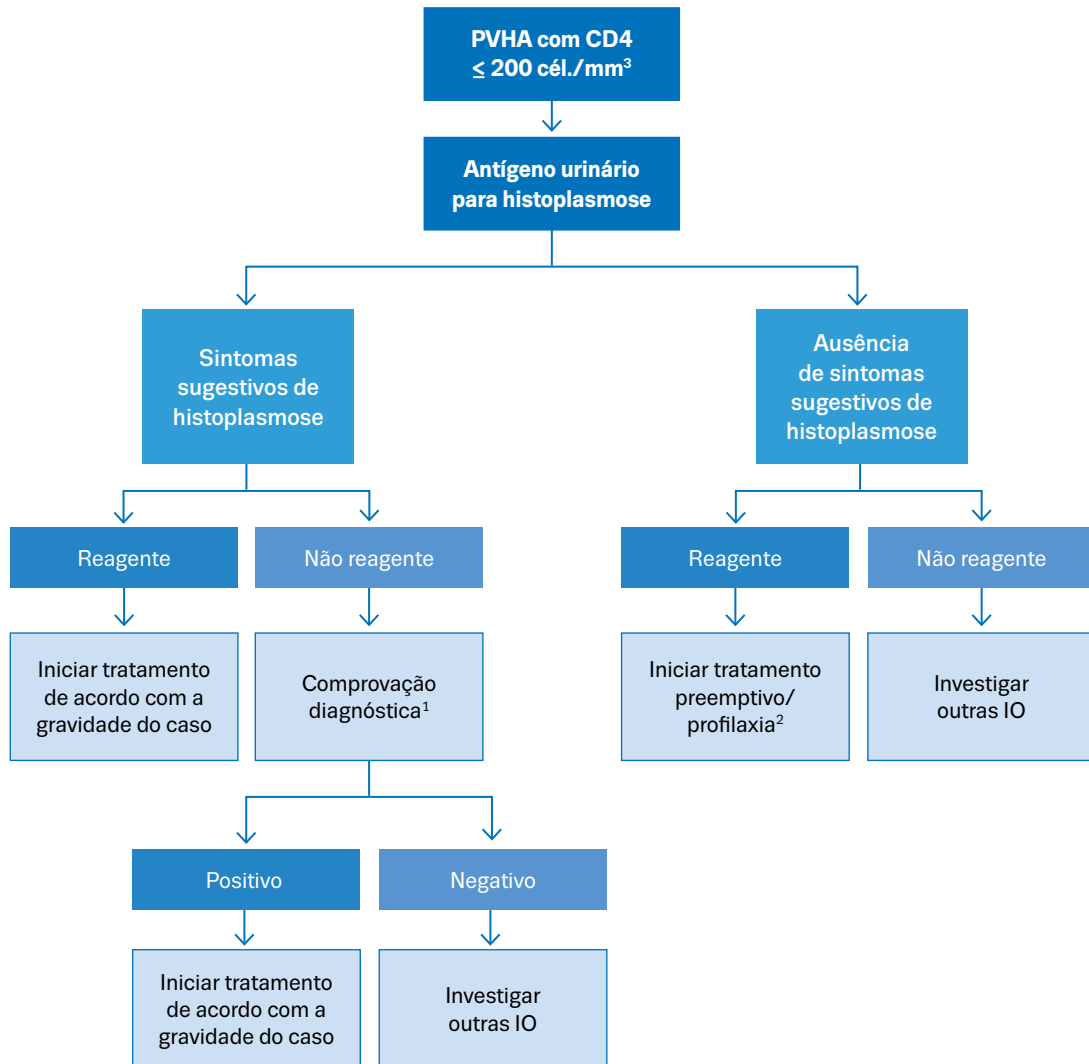 PVHA com CD4
≤ 200 cél./mm³
Antígeno urinário
para histoplasmose
Sintomas
sugestivos de
histoplasmose
Ausência
de sintomas
sugestivos de
histoplasmose
Reagente
Não reagente
Reagente
Não reagente
Iniciar tratamento
de acordo com a
gravidade do caso
Comprovação
diagnóstica¹
Iniciar tratamento
preemptivo/
profilaxia²
Investigar
outras IO
Positivo
Negativo
Iniciar tratamento
de acordo com a
gravidade do caso
Investigar
outras IO